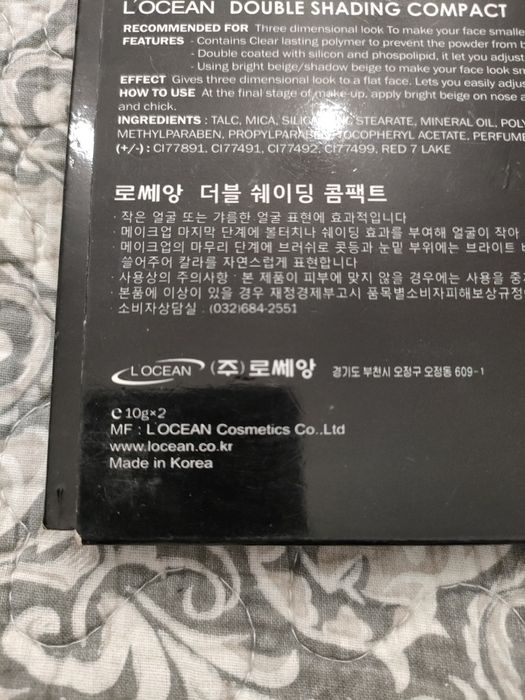 L'OCEAN DOUBLE SHADING COMPACT
RECOMMENDED FOR Three dimensional look To make your face smalle
FEATURES - Contains Clear lasting polymer to prevent the powder from b
- Double coated with silicon and phospolipid, it let you adjust
- Using bright beige/shadow beige to make your face look sm
EFFECT Gives three dimensional look to a flat face. Lets you easily adjus
HOW TO USE At the final stage of make-up, apply bright beige on nose a
and chick.
INGREDIENTS : TALC, MICA, STEARATE, MINERAL OIL, POLY
METHYLPARABEN, PROPYLPARABEN, TOCOPHERYL ACETATE, PERFUME
(+/-) : CI77891, CI77491, CI77492, CI77499, RED 7 LAKE
로쎄앙 더블 쉐이딩 콤팩트
· 작은 얼굴 또는 갸름한 얼굴 표현에 효과적입니다
· 메이크업 마지막 단계에 볼터치나 쉐이딩 효과를 부여해 얼굴이 작아
· 메이크업의 마무리 단계에 브러쉬로 콧등과 눈밑 부위에는 브라이트 베
쓸어주어 칼라를 자연스럽게 표현합니다
· 사용상의 주의사항 : 본 제품이 피부에 맞지 않을 경우에는 사용을 중지
· 본품에 이상이 있을 경우 재정경제부고시 품목별소비자피해보상규정에
· 소비자상담실 : (032)684-2551
L'OCEAN (주)로쎄앙 경기도 부천시 오정구 오정동 609-1
℮ 10g×2
MF : L'OCEAN Cosmetics Co.,Ltd
www.locean.co.kr
Made in Korea